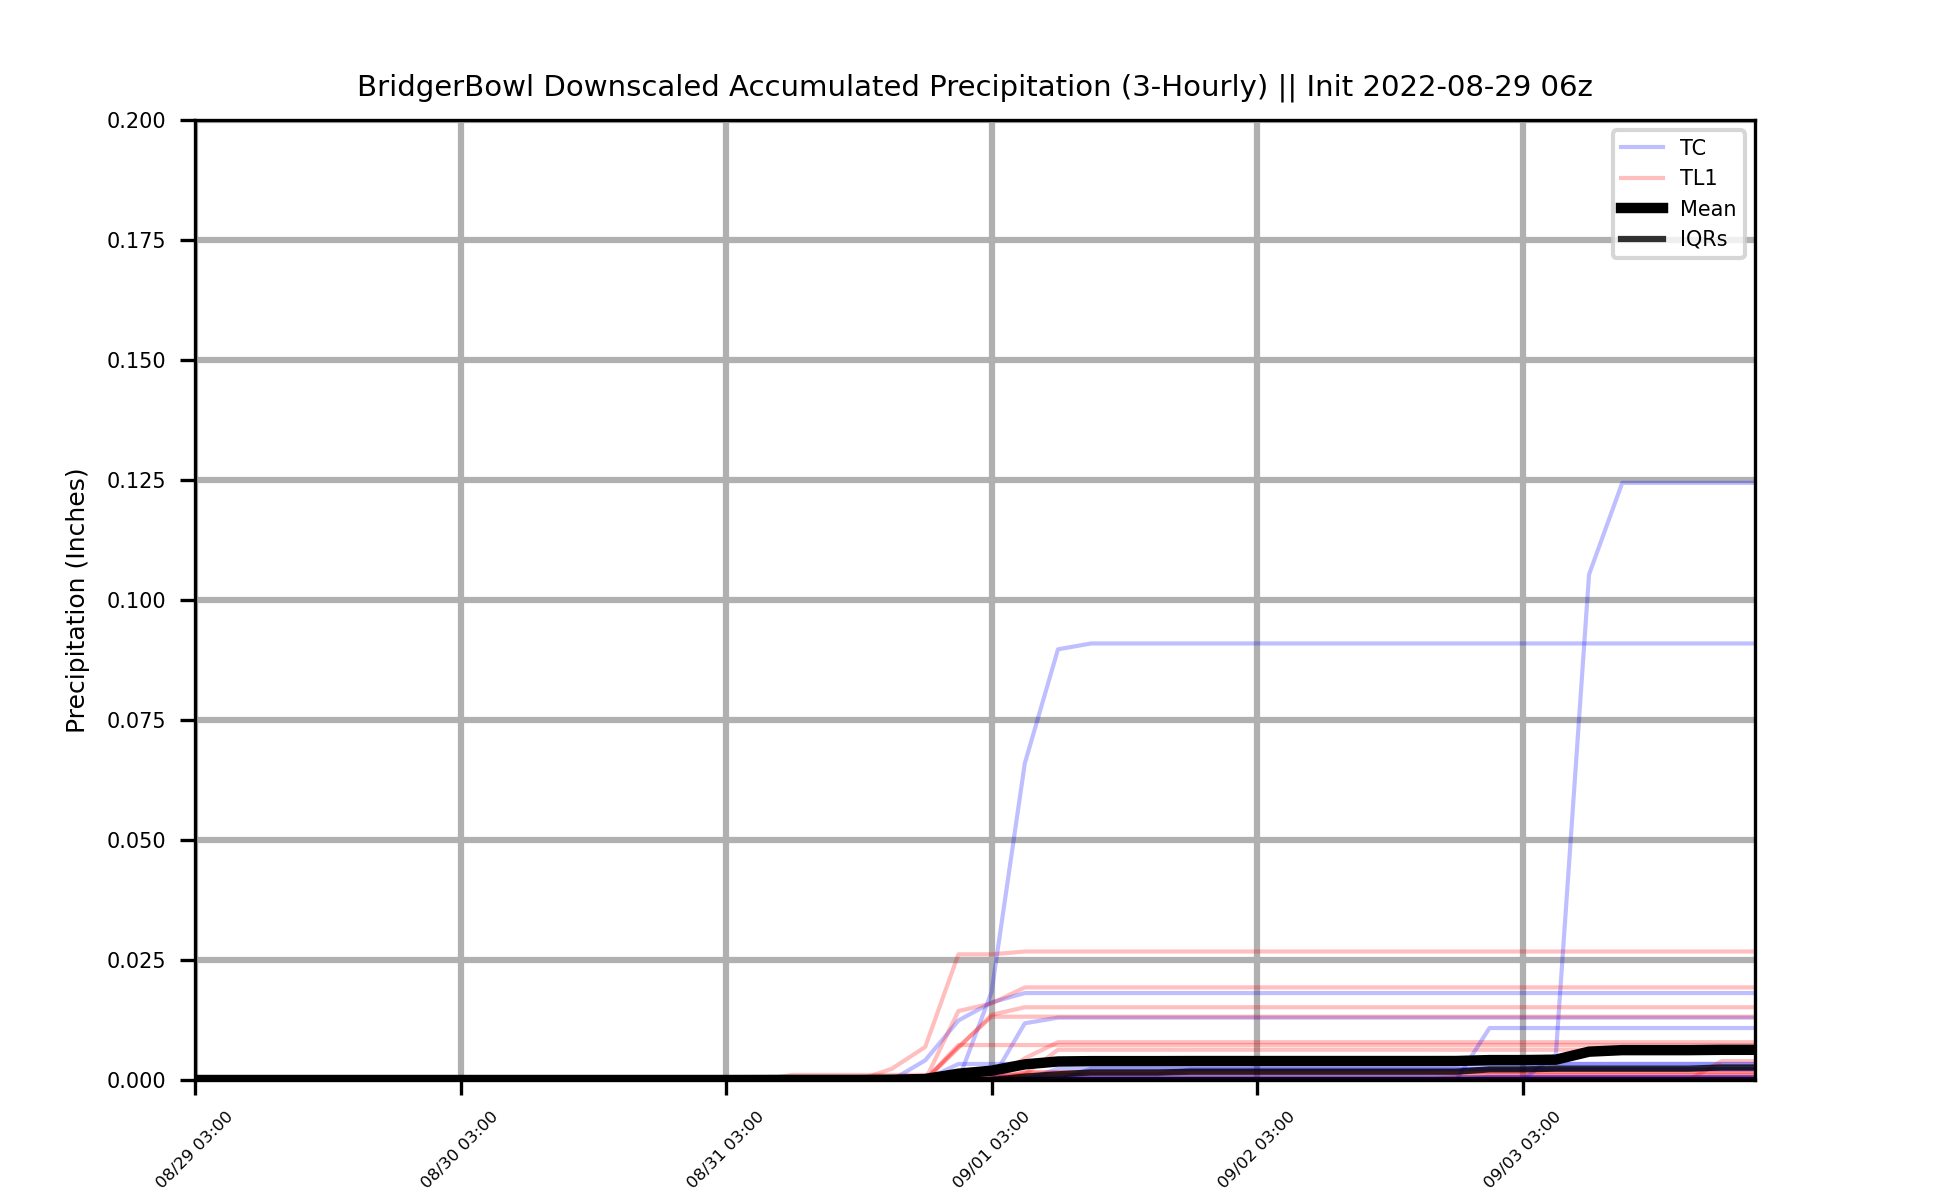 BridgerBowl Downscaled Accumulated Precipitation (3-Hourly) || Init 2022-08-29 06z
TC
TL1
Mean
IQRs
Precipitation (Inches)
0.200
0.175
0.150
0.125
0.100
0.075
0.050
0.025
0.000
08/29 03:00
08/30 03:00
08/31 03:00
09/01 03:00
09/02 03:00
09/03 03:00